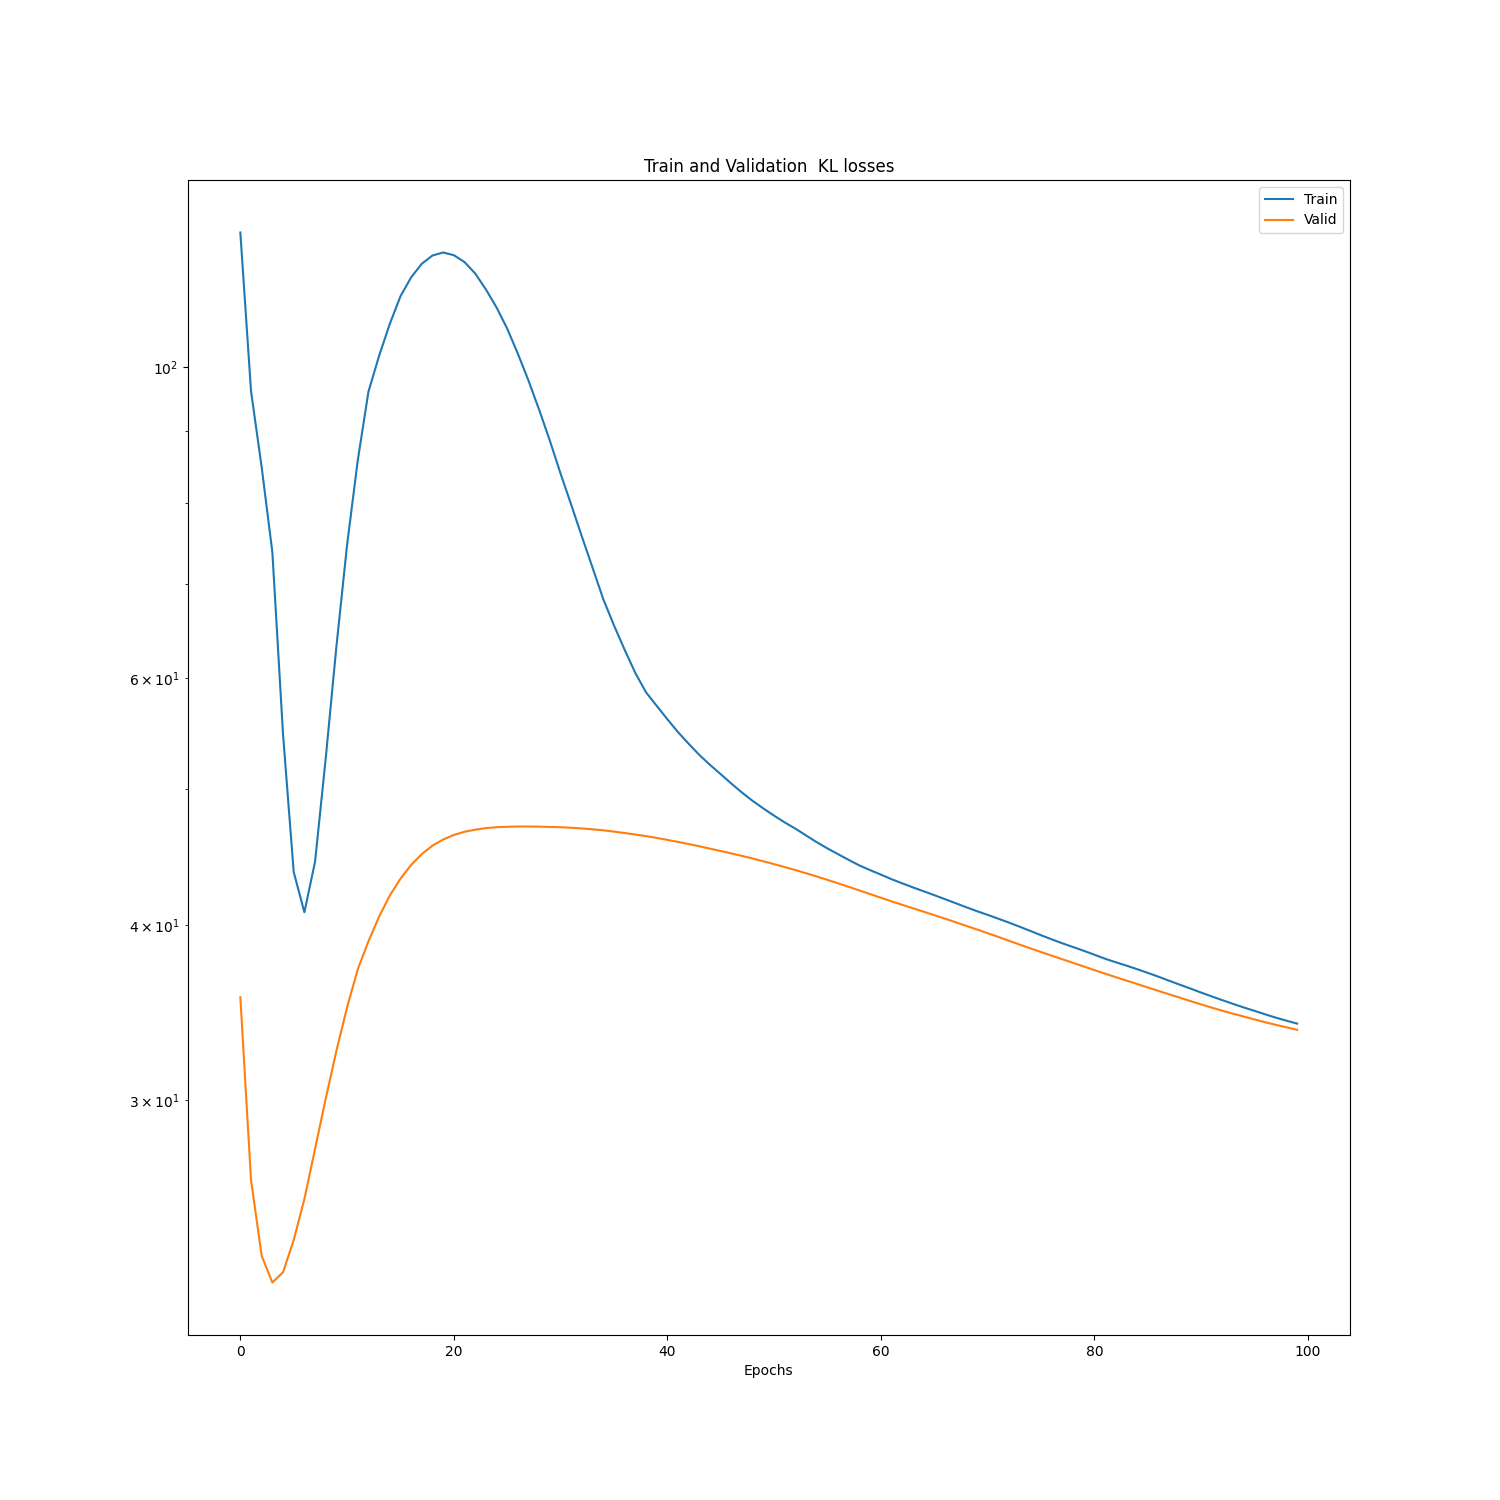 Train and Validation  KL losses
Train
Valid
10²
6 × 10¹
4 × 10¹
3 × 10¹
0 20 40 60 80 100
Epochs